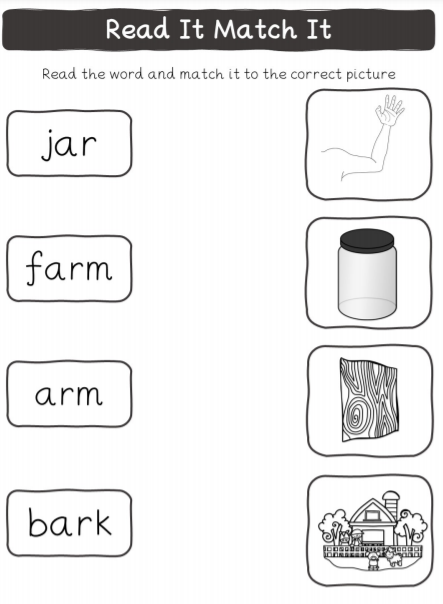 Read It Match It
Read the word and match it to the correct picture
jar
farm
arm
bark